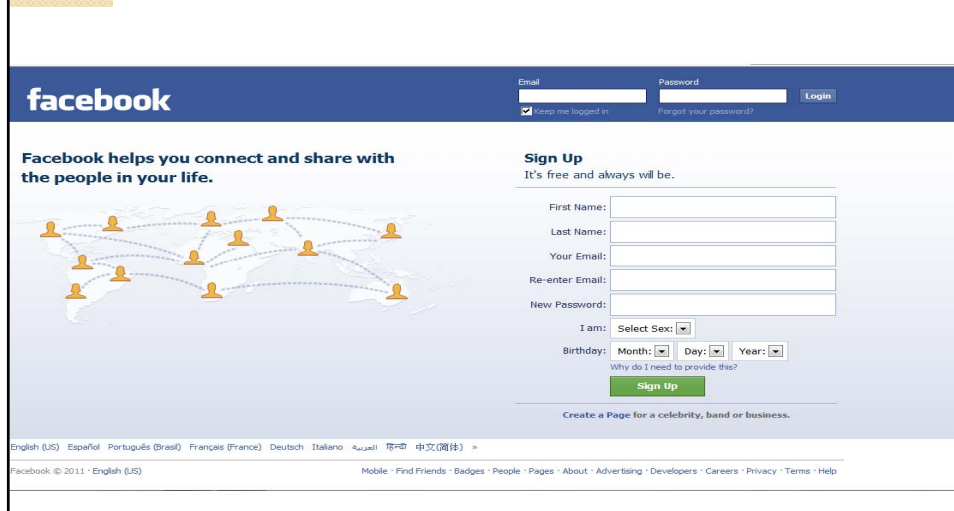 facebook
Email
Password
Login
Keep me logged in
Forgot your password?
Facebook helps you connect and share with
the people in your life.
Sign Up
It's free and always will be.
First Name:
Last Name:
Your Email:
Re-enter Email:
New Password:
I am: Select Sex:
Birthday: Month: Day: Year:
Why do I need to provide this?
Sign Up
Create a Page for a celebrity, band or business.
English (US) Español Português (Brasil) Français (France) Deutsch Italiano العربية हिन्दी 中文(简体) »
Facebook © 2011 · English (US)
Mobile · Find Friends · Badges · People · Pages · About · Advertising · Developers · Careers · Privacy · Terms · Help